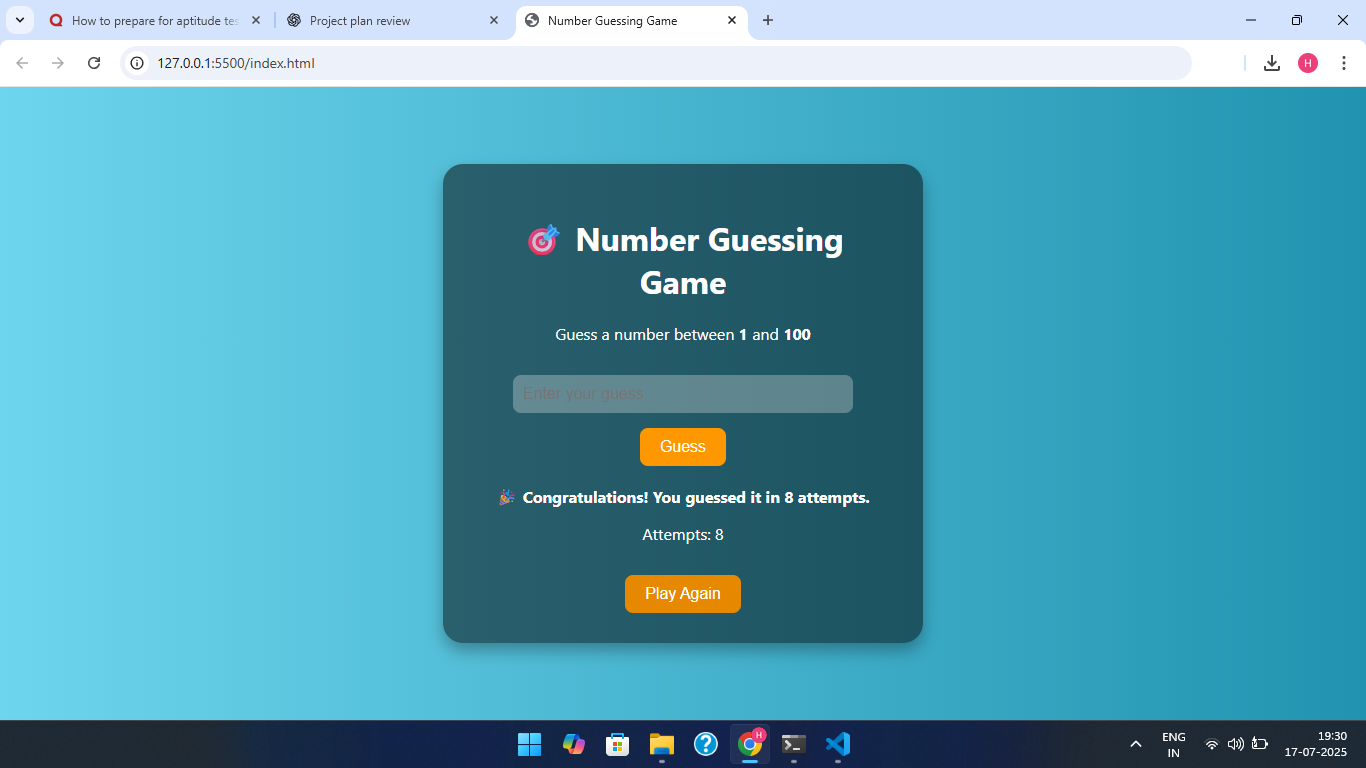 How to prepare for aptitude tes
Project plan review
Number Guessing Game
127.0.0.1:5500/index.html
H
🎯 Number Guessing
Game
Guess a number between 1 and 100
Enter your guess
Guess
🎉 Congratulations! You guessed it in 8 attempts.
Attempts: 8
Play Again
H
ENG
IN
19:30
17-07-2025